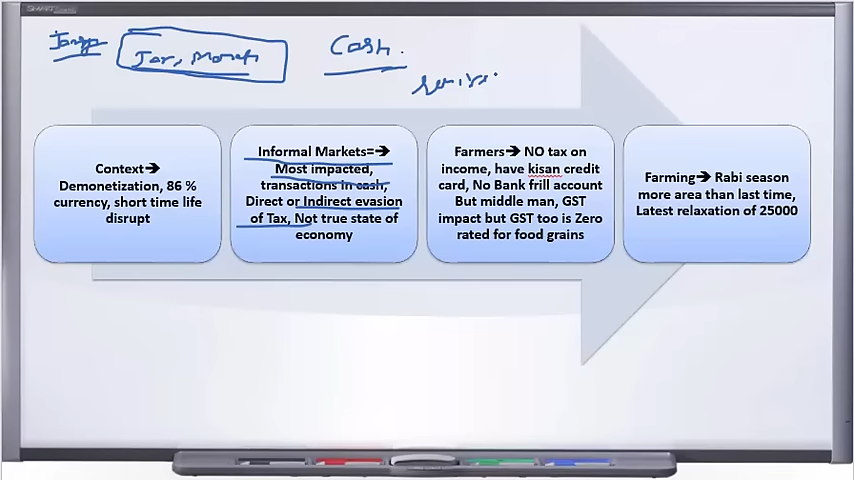 SMART
Cash.
Context➔
Demonetization, 86 %
currency, short time life
disrupt
Informal Markets=➔
Most impacted,
transactions in cash,
Direct or Indirect evasion
of Tax, Not true state of
economy
Farmers➔ NO tax on
income, have kisan credit
card, No Bank frill account
But middle man, GST
impact but GST too is Zero
rated for food grains
Farming➔ Rabi season
more area than last time,
Latest relaxation of 25000